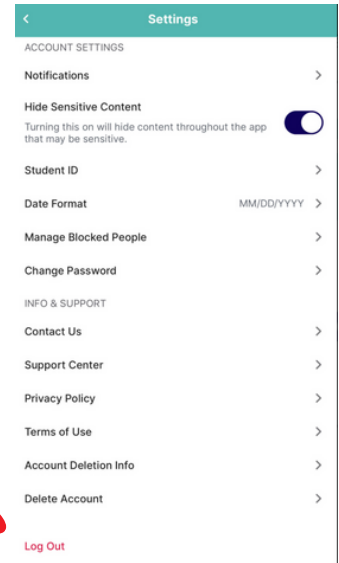 Settings
ACCOUNT SETTINGS
Notifications
Hide Sensitive Content
Turning this on will hide content throughout the app
that may be sensitive.
Student ID
Date Format MM/DD/YYYY
Manage Blocked People
Change Password
INFO & SUPPORT
Contact Us
Support Center
Privacy Policy
Terms of Use
Account Deletion Info
Delete Account
Log Out